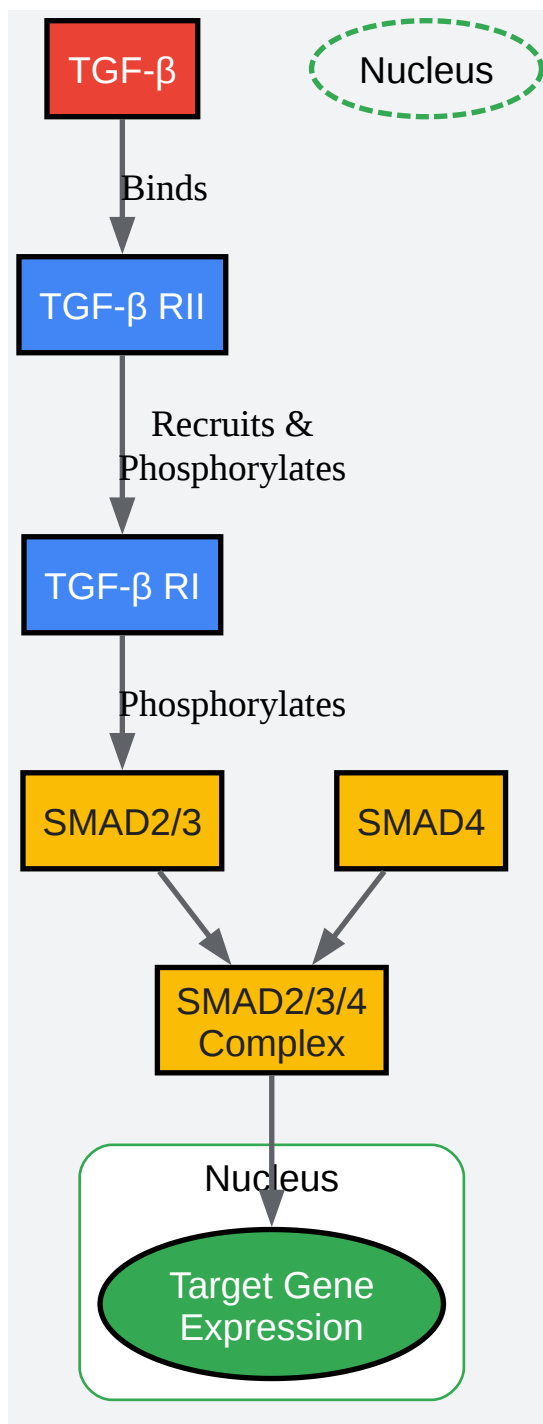 TGF-β
Nucleus
Binds
TGF-β RII
Recruits &
Phosphorylates
TGF-β RI
Phosphorylates
SMAD2/3
SMAD4
SMAD2/3/4
Complex
Nucleus
Target Gene
Expression